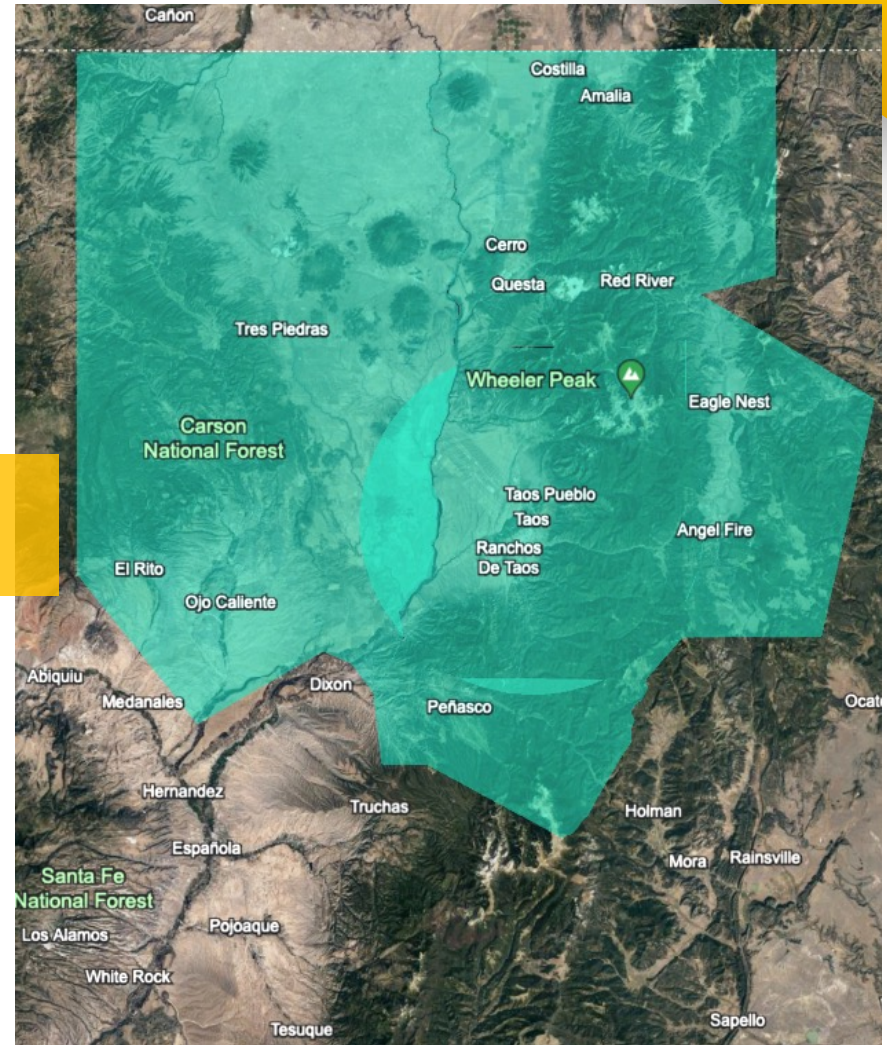 Cañon
Costilla
Amalia
Cerro
Questa
Red River
Tres Piedras
Wheeler Peak
Eagle Nest
Carson
National Forest
Taos Pueblo
Taos
Angel Fire
Ranchos
De Taos
El Rito
Ojo Caliente
Abiquiu
Dixon
Medanales
Peñasco
Ocat
Hernandez
Truchas
Holman
Española
Mora
Rainsville
Santa Fe
National Forest
Pojoaque
Los Alamos
White Rock
Sapello
Tesuque